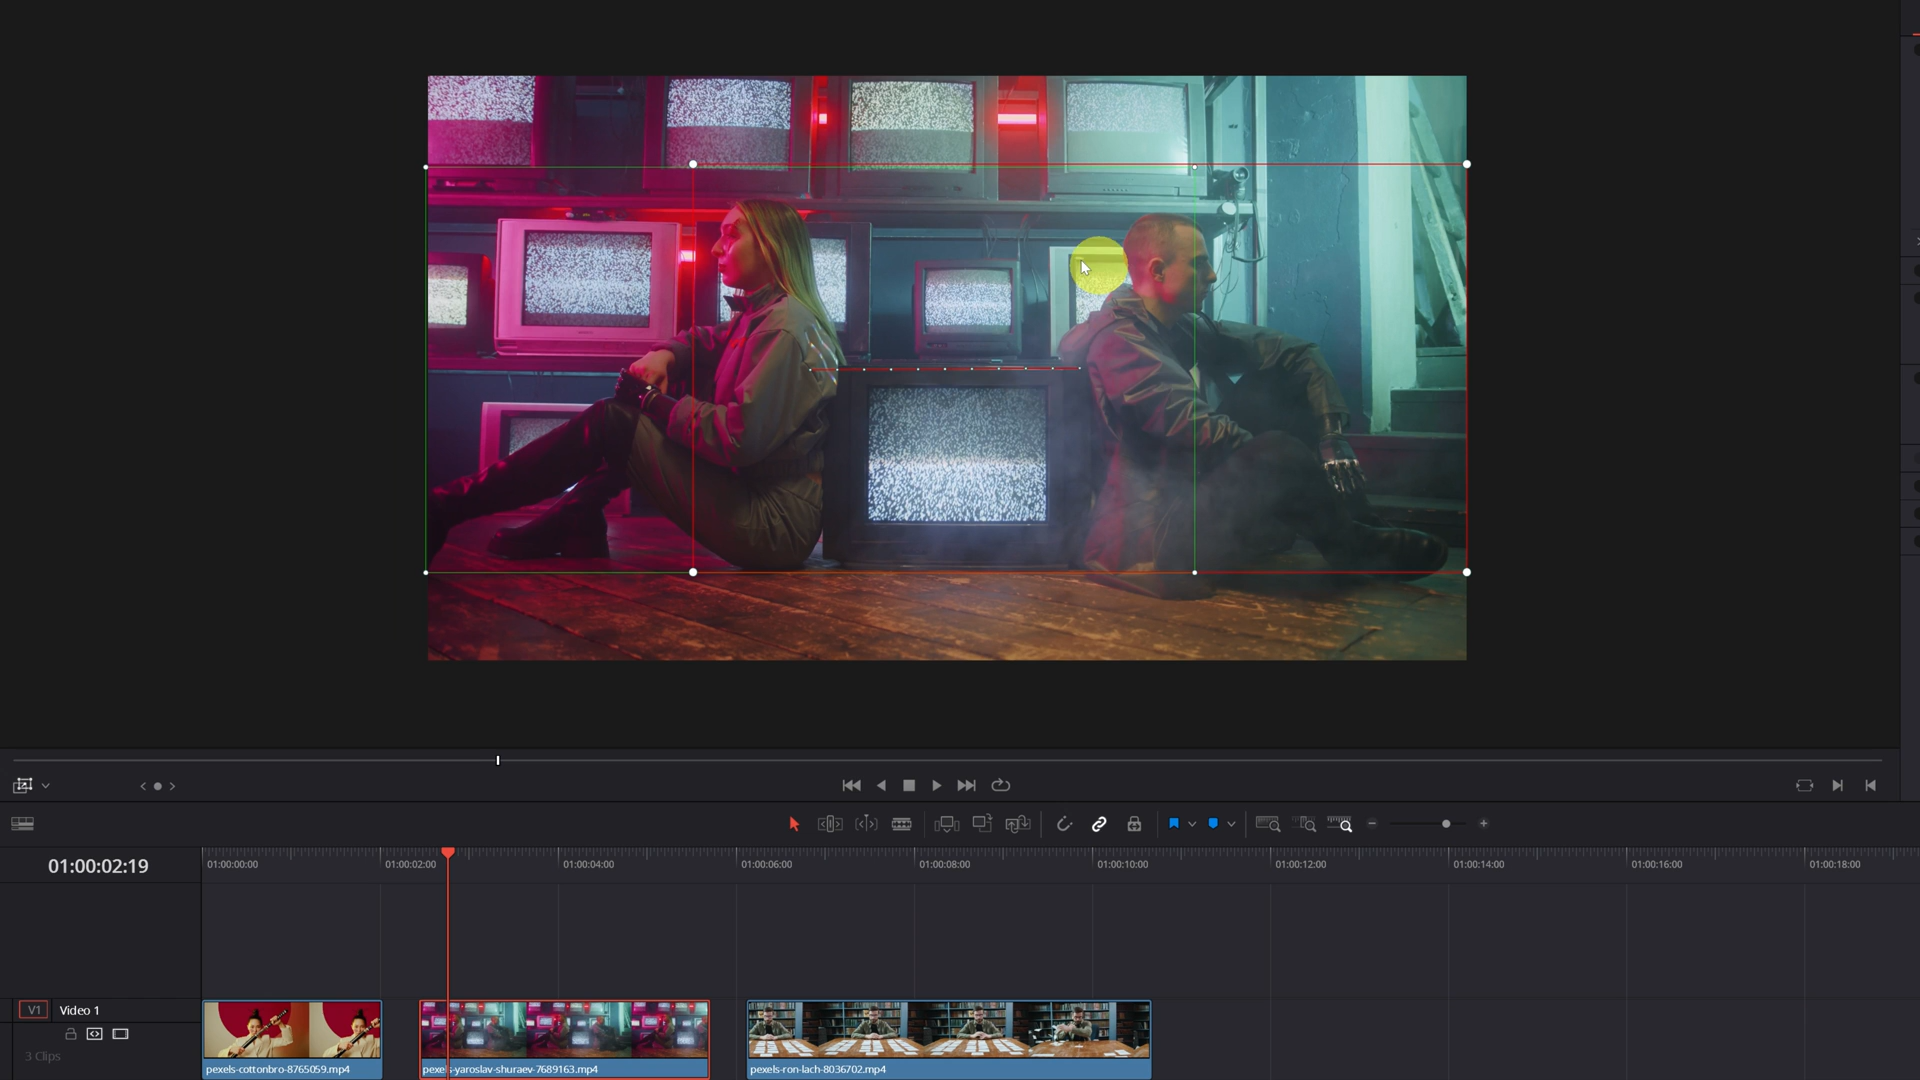 01:00:02:19
01:00:00:00
01:00:02:00
01:00:04:00
01:00:06:00
01:00:08:00
01:00:10:00
01:00:12:00
01:00:14:00
01:00:16:00
01:00:18:00
V1
Video 1
3 Clips
pexels-cottonbro-8765059.mp4
pexels-yaroslav-shuraev-7689163.mp4
pexels-ron-lach-8036702.mp4